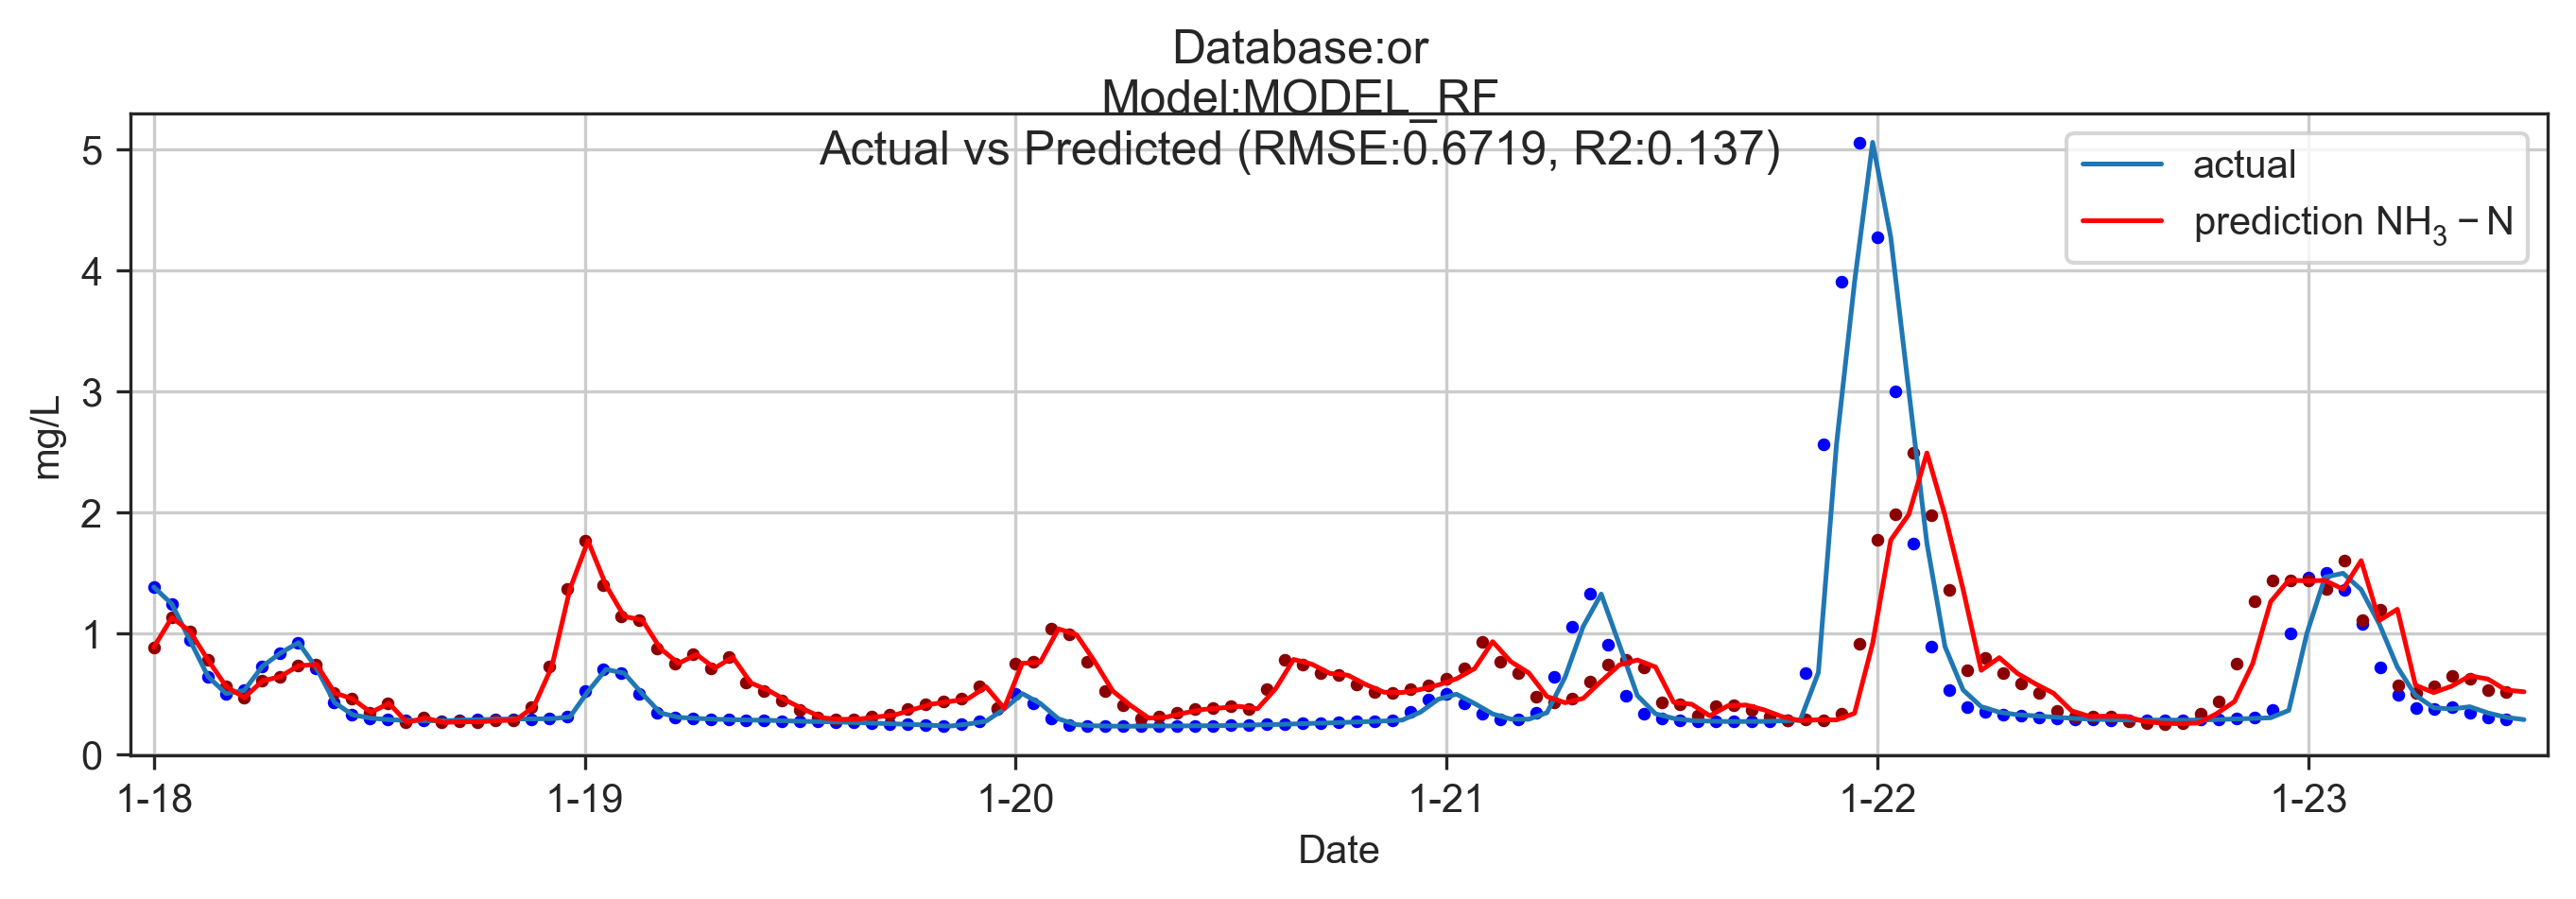 Database:or
Model:MODEL_RF
Actual vs Predicted (RMSE:0.6719, R2:0.137)
actual
prediction NH₃ − N
mg/L
5
4
3
2
1
0
1-18 1-19 1-20 1-21 1-22 1-23
Date